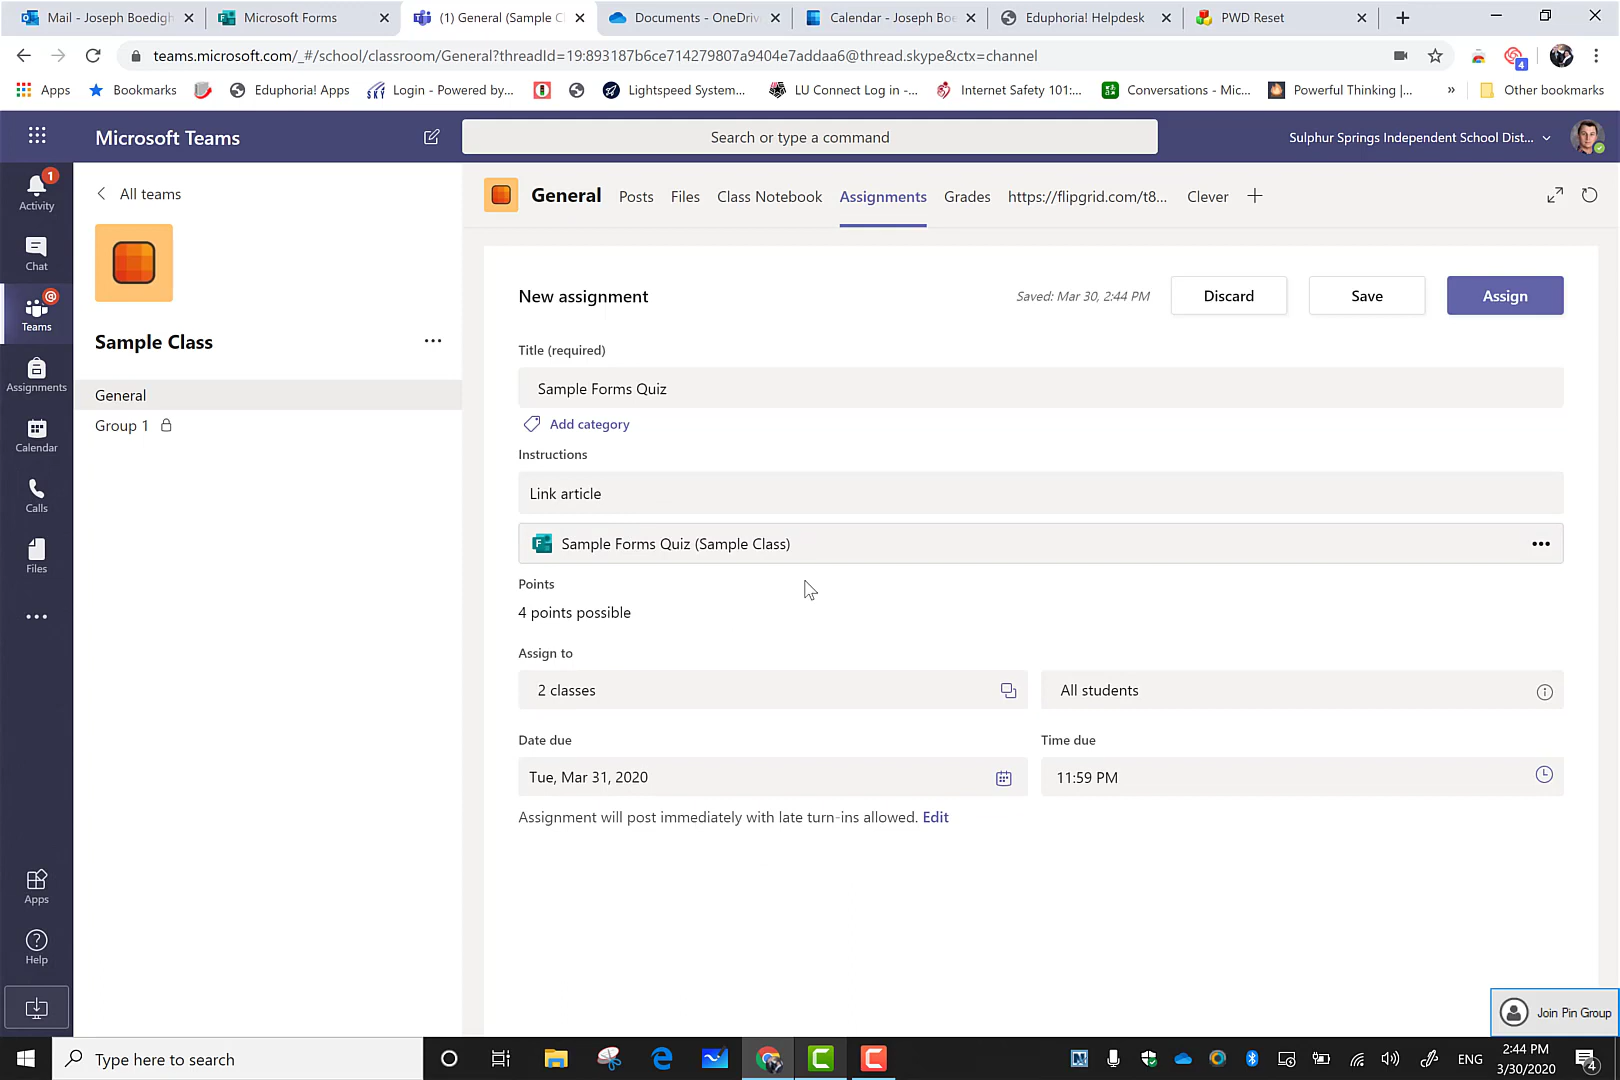 Mail - Joseph Boedigh
Microsoft Forms
(1) General (Sample Cl
Documents - OneDriv
Calendar - Joseph Boe
Eduphoria! Helpdesk
PWD Reset
teams.microsoft.com/_#/school/classroom/General?threadId=19:893187b6ce714279807a9404e7addaa6@thread.skype&ctx=channel
4
Apps
Bookmarks
Eduphoria! Apps
SKY
Login - Powered by...
Lightspeed System...
LU Connect Log in -...
Internet Safety 101:...
Conversations - Mic...
Powerful Thinking |...
»
Other bookmarks
Microsoft Teams
Search or type a command
Sulphur Springs Independent School Dist...
1
Activity
Chat
@
Teams
Assignments
Calendar
Calls
Files
Apps
Help
All teams
Sample Class
General
Group 1
General
Posts
Files
Class Notebook
Assignments
Grades
https://flipgrid.com/t8...
Clever
New assignment
Saved: Mar 30, 2:44 PM
Discard
Save
Assign
Title (required)
Sample Forms Quiz
Add category
Instructions
Link article
F
Sample Forms Quiz (Sample Class)
Points
4 points possible
Assign to
2 classes
All students
Date due
Time due
Tue, Mar 31, 2020
11:59 PM
Assignment will post immediately with late turn-ins allowed. Edit
Join Pin Group
Type here to search
ENG
2:44 PM
3/30/2020
4